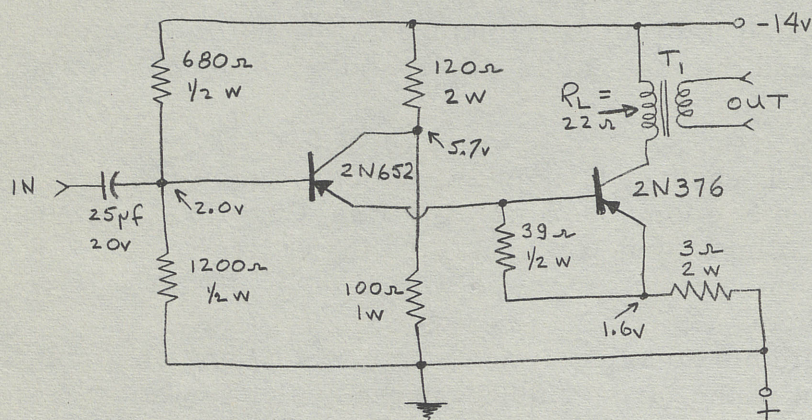 -14v
680Ω
½ W
120Ω
2 W
T1
RL =
22Ω
OUT
5.7v
IN
2N652
2N376
2.0v
25µf
20v
39Ω
½ W
3Ω
2 W
1200Ω
½ W
100Ω
1W
1.6v
+